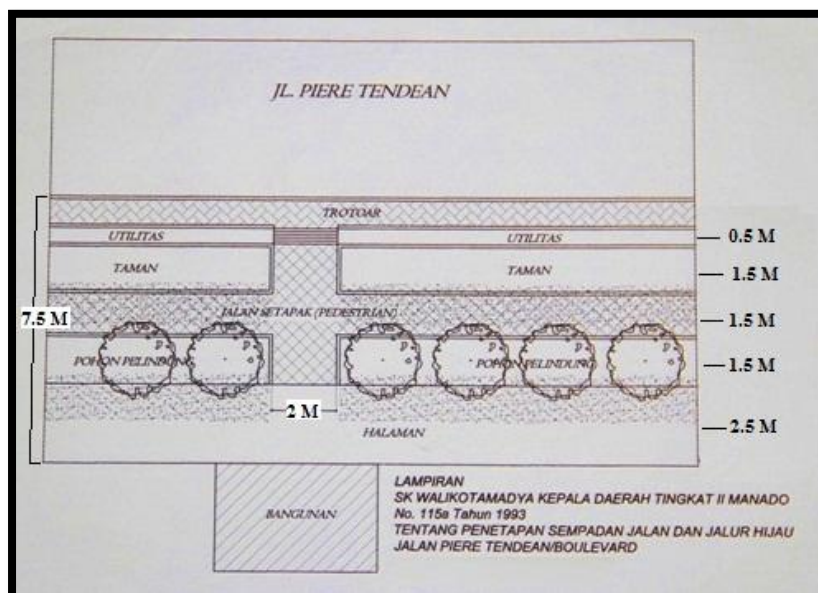 JL. PIERE TENDEAN
TROTOAR
UTILITAS
UTILITAS
0.5 M
TAMAN
TAMAN
1.5 M
7.5 M
JALAN SETAPAK (PEDESTRIAN)
1.5 M
POHON PELINDUNG
POHON PELINDUNG
1.5 M
2 M
HALAMAN
2.5 M
BANGUNAN
LAMPIRAN
SK WALIKOTAMADYA KEPALA DAERAH TINGKAT II MANADO
No. 115a Tahun 1993
TENTANG PENETAPAN SEMPADAN JALAN DAN JALUR HIJAU
JALAN PIERE TENDEAN/BOULEVARD